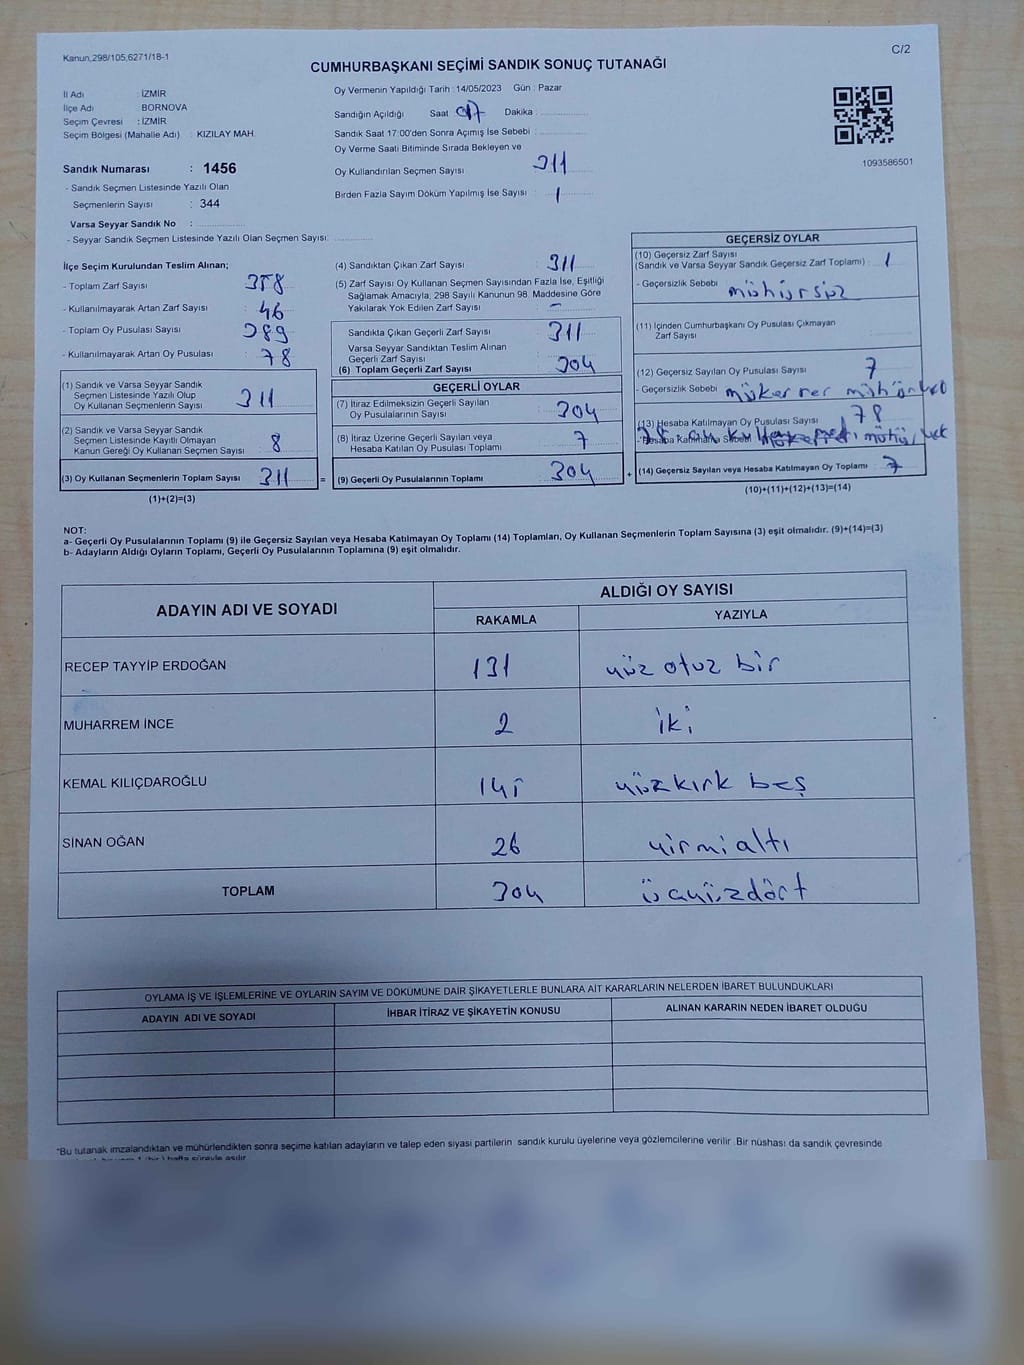 Kanun,298/105;6271/18-1
C/2
CUMHURBAŞKANI SEÇİMİ SANDIK SONUÇ TUTANAĞI
İl Adı : İZMİR
İlçe Adı : BORNOVA
Seçim Çevresi : İZMİR
Seçim Bölgesi (Mahalle Adı) : KIZILAY MAH.
Sandık Numarası : 1456
- Sandık Seçmen Listesinde Yazılı Olan
Seçmenlerin Sayısı : 344
Varsa Seyyar Sandık No :
- Seyyar Sandık Seçmen Listesinde Yazılı Olan Seçmen Sayısı:
Oy Vermenin Yapıldığı Tarih : 14/05/2023 Gün : Pazar
Sandığın Açıldığı Saat Dakika :
Sandık Saat 17:00'den Sonra Açımış İse Sebebi :
Oy Verme Saati Bitiminde Sırada Bekleyen ve
Oy Kullandırılan Seçmen Sayısı : 311
Birden Fazla Sayım Döküm Yapılmış İse Sayısı : 1
1093586501
İlçe Seçim Kurulundan Teslim Alınan;
- Toplam Zarf Sayısı : 358
- Kullanılmayarak Artan Zarf Sayısı : 46
- Toplam Oy Pusulası Sayısı : 389
- Kullanılmayarak Artan Oy Pusulası : 78
(1) Sandık ve Varsa Seyyar Sandık
Seçmen Listesinde Yazılı Olup
Oy Kullanan Seçmenlerin Sayısı : 311
(2) Sandık ve Varsa Seyyar Sandık
Seçmen Listesinde Kayıtlı Olmayan
Kanun Gereği Oy Kullanan Seçmen Sayısı : 8
(3) Oy Kullanan Seçmenlerin Toplam Sayısı : 311 =
(1)+(2)=(3)
(4) Sandıktan Çıkan Zarf Sayısı : 311
(5) Zarf Sayısı Oy Kullanan Seçmen Sayısından Fazla İse, Eşitliği
Sağlamak Amacıyla; 298 Sayılı Kanunun 98. Maddesine Göre
Yakılarak Yok Edilen Zarf Sayısı : -
Sandıkta Çıkan Geçerli Zarf Sayısı : 311
Varsa Seyyar Sandıktan Teslim Alınan
Geçerli Zarf Sayısı
(6) Toplam Geçerli Zarf Sayısı : 304
GEÇERLİ OYLAR
(7) İtiraz Edilmeksizin Geçerli Sayılan
Oy Pusulalarının Sayısı : 304
(8) İtiraz Üzerine Geçerli Sayılan veya
Hesaba Katılan Oy Pusulası Toplamı : 7
(9) Geçerli Oy Pusulalarının Toplamı : 304 +
GEÇERSİZ OYLAR
(10) Geçersiz Zarf Sayısı
(Sandık ve Varsa Seyyar Sandık Geçersiz Zarf Toplamı) : 1
- Geçersizlik Sebebi : mühürsüz
(11) İçinden Cumhurbaşkanı Oy Pusulası Çıkmayan
Zarf Sayısı :
(12) Geçersiz Sayılan Oy Pusulası Sayısı : 7
- Geçersizlik Sebebi :
(13) Hesaba Katılmayan Oy Pusulası Sayısı : 78
- Hesaba Katılmama Sebebi
(14) Geçersiz Sayılan veya Hesaba Katılmayan Oy Toplamı : 7
(10)+(11)+(12)+(13)=(14)
NOT:
a- Geçerli Oy Pusulalarının Toplamı (9) ile Geçersiz Sayılan veya Hesaba Katılmayan Oy Toplamı (14) Toplamları, Oy Kullanan Seçmenlerin Toplam Sayısına (3) eşit olmalıdır. (9)+(14)=(3)
b- Adayların Aldığı Oyların Toplamı, Geçerli Oy Pusulalarının Toplamına (9) eşit olmalıdır.
ADAYIN ADI VE SOYADI ALDIĞI OY SAYISI
RAKAMLA YAZIYLA
RECEP TAYYİP ERDOĞAN 131 yüz otuz bir
MUHARREM İNCE 2 iki
KEMAL KILIÇDAROĞLU 145 yüzkırk beş
SİNAN OĞAN 26 yirmialtı
TOPLAM 304 üçyüzdört
OYLAMA İŞ VE İŞLEMLERİNE VE OYLARIN SAYIM VE DÖKÜMÜNE DAİR ŞİKAYETLERLE BUNLARA AİT KARARLARIN NELERDEN İBARET BULUNDUKLARI
ADAYIN ADI VE SOYADI İHBAR İTİRAZ VE ŞİKAYETİN KONUSU ALINAN KARARIN NEDEN İBARET OLDUĞU
*Bu tutanak imzalandıktan ve mühürlendikten sonra seçime katılan adayların ve talep eden siyasi partilerin sandık kurulu üyelerine veya gözlemcilerine verilir. Bir nüshası da sandık çevresinde